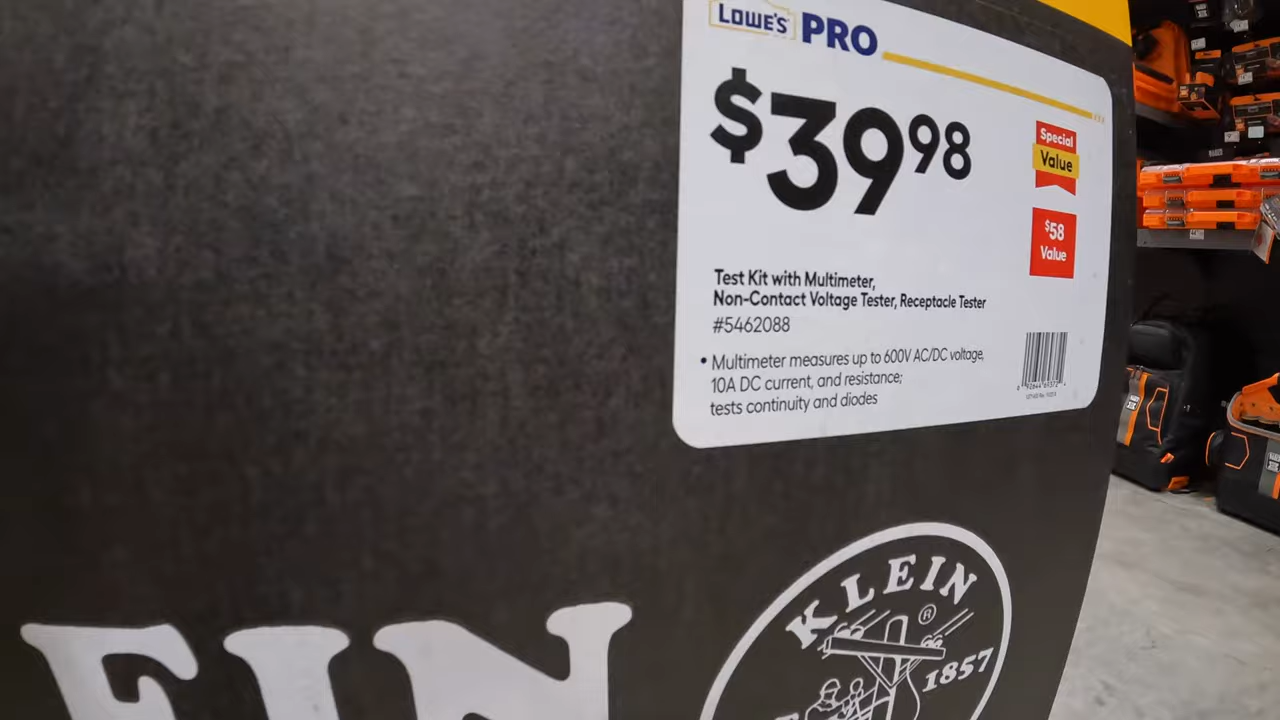 LOWE'S PRO
$39 98
Special
Value
$58
Value
Test Kit with Multimeter,
Non-Contact Voltage Tester, Receptacle Tester
#5462088
• Multimeter measures up to 600V AC/DC voltage,
10A DC current, and resistance;
tests continuity and diodes
KLEIN
®
1857
EIN